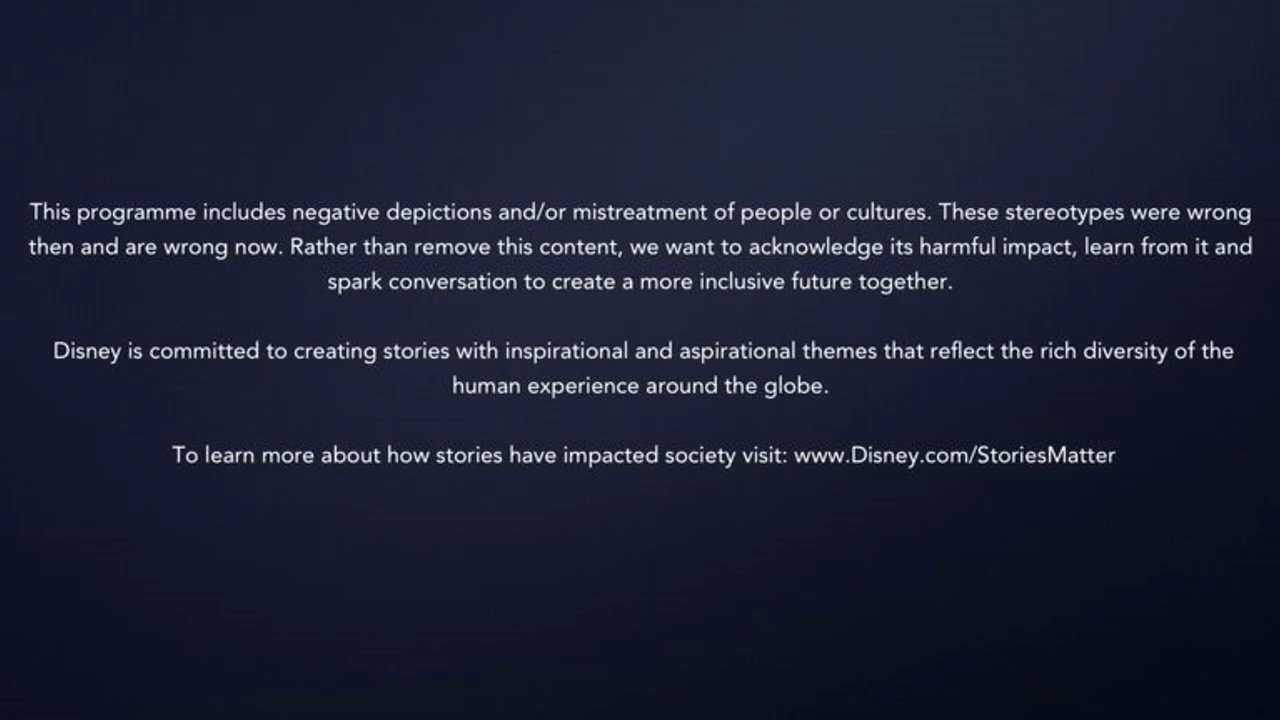 This programme includes negative depictions and/or mistreatment of people or cultures. These stereotypes were wrong
then and are wrong now. Rather than remove this content, we want to acknowledge its harmful impact, learn from it and
spark conversation to create a more inclusive future together.
Disney is committed to creating stories with inspirational and aspirational themes that reflect the rich diversity of the
human experience around the globe.
To learn more about how stories have impacted society visit: www.Disney.com/StoriesMatter